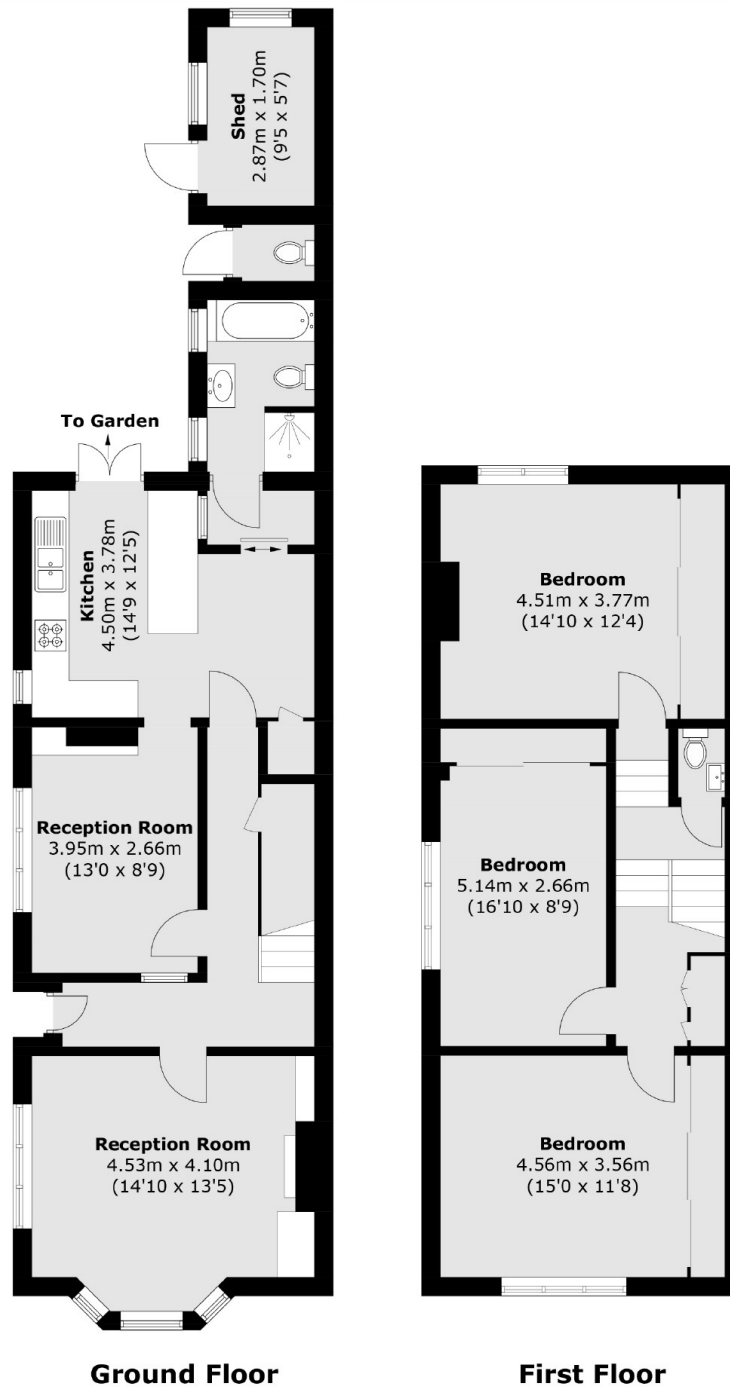 Shed
2.87m x 1.70m
(9'5 x 5'7)
To Garden
Kitchen
4.50m x 3.78m
(14'9 x 12'5)
Reception Room
3.95m x 2.66m
(13'0 x 8'9)
Reception Room
4.53m x 4.10m
(14'10 x 13'5)
Ground Floor
Bedroom
4.51m x 3.77m
(14'10 x 12'4)
Bedroom
5.14m x 2.66m
(16'10 x 8'9)
Bedroom
4.56m x 3.56m
(15'0 x 11'8)
First Floor